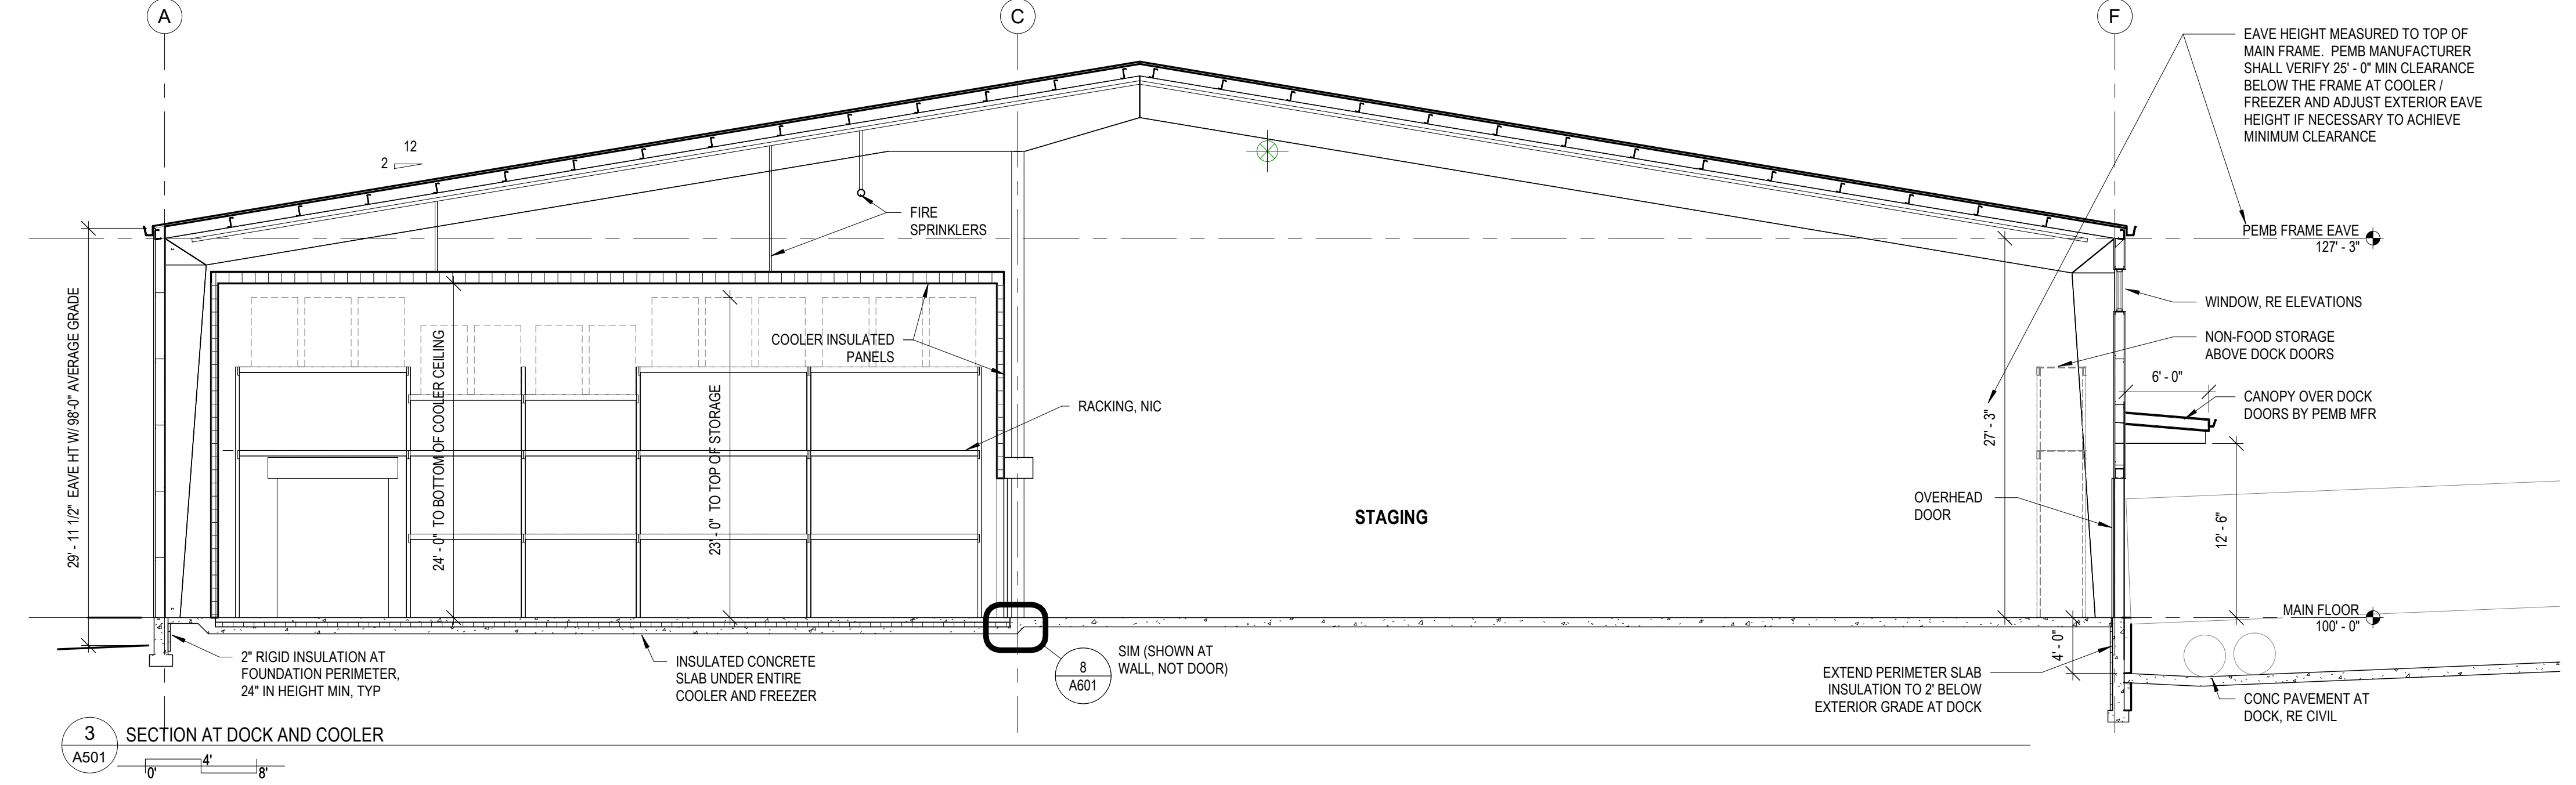 A
C
F
EAVE HEIGHT MEASURED TO TOP OF
MAIN FRAME.  PEMB MANUFACTURER
SHALL VERIFY 25' - 0" MIN CLEARANCE
BELOW THE FRAME AT COOLER /
FREEZER AND ADJUST EXTERIOR EAVE
HEIGHT IF NECESSARY TO ACHIEVE
MINIMUM CLEARANCE
12
2
FIRE
SPRINKLERS
PEMB FRAME EAVE
127' - 3"
29' - 11 1/2"  EAVE HT W/ 98'-0" AVERAGE GRADE
24' - 0" TO BOTTOM OF COOLER CEILING
23' - 0"  TO TOP OF STORAGE
COOLER INSULATED
PANELS
RACKING, NIC
STAGING
27' - 3"
WINDOW, RE ELEVATIONS
NON-FOOD STORAGE
ABOVE DOCK DOORS
6' - 0"
CANOPY OVER DOCK
DOORS BY PEMB MFR
OVERHEAD
DOOR
12' - 6"
MAIN FLOOR
100' - 0"
4' - 0"
2" RIGID INSULATION AT
FOUNDATION PERIMETER,
24" IN HEIGHT MIN, TYP
INSULATED CONCRETE
SLAB UNDER ENTIRE
COOLER AND FREEZER
8
A601
SIM (SHOWN AT
WALL, NOT DOOR)
EXTEND PERIMETER SLAB
INSULATION TO 2' BELOW
EXTERIOR GRADE AT DOCK
CONC PAVEMENT AT
DOCK, RE CIVIL
3
A501
SECTION AT DOCK AND COOLER
0'
4'
8'